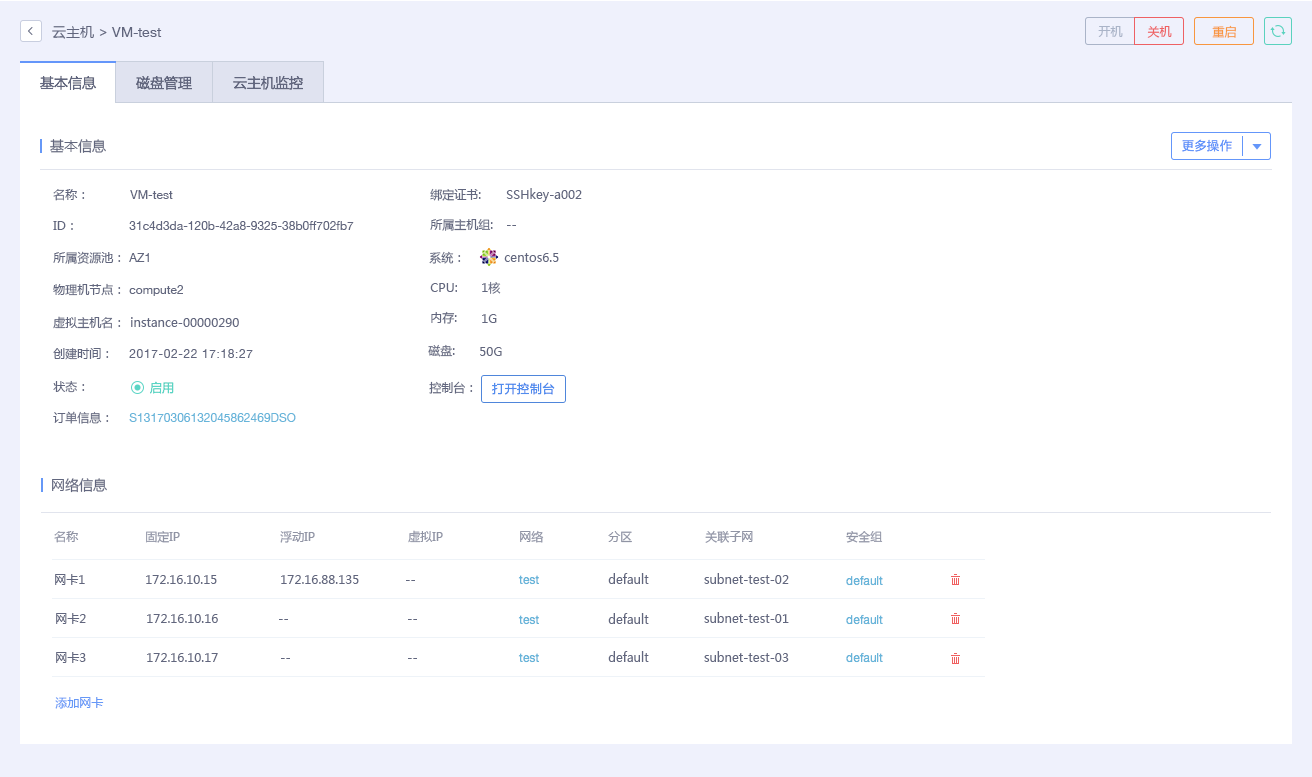 云主机 > VM-test 开机 关机 重启
基本信息 磁盘管理 云主机监控
基本信息 更多操作
名称： VM-test 绑定证书: SSHkey-a002
ID： 31c4d3da-120b-42a8-9325-38b0ff702fb7 所属主机组: --
所属资源池： AZ1 系统： centos6.5
物理机节点： compute2 CPU: 1核
虚拟主机名： instance-00000290 内存: 1G
创建时间： 2017-02-22 17:18:27 磁盘: 50G
状态： 启用 控制台： 打开控制台
订单信息： S13170306132045862469DSO
网络信息
名称 固定IP 浮动IP 虚拟IP 网络 分区 关联子网 安全组
网卡1 172.16.10.15 172.16.88.135 -- test default subnet-test-02 default
网卡2 172.16.10.16 -- -- test default subnet-test-01 default
网卡3 172.16.10.17 -- -- test default subnet-test-03 default
添加网卡